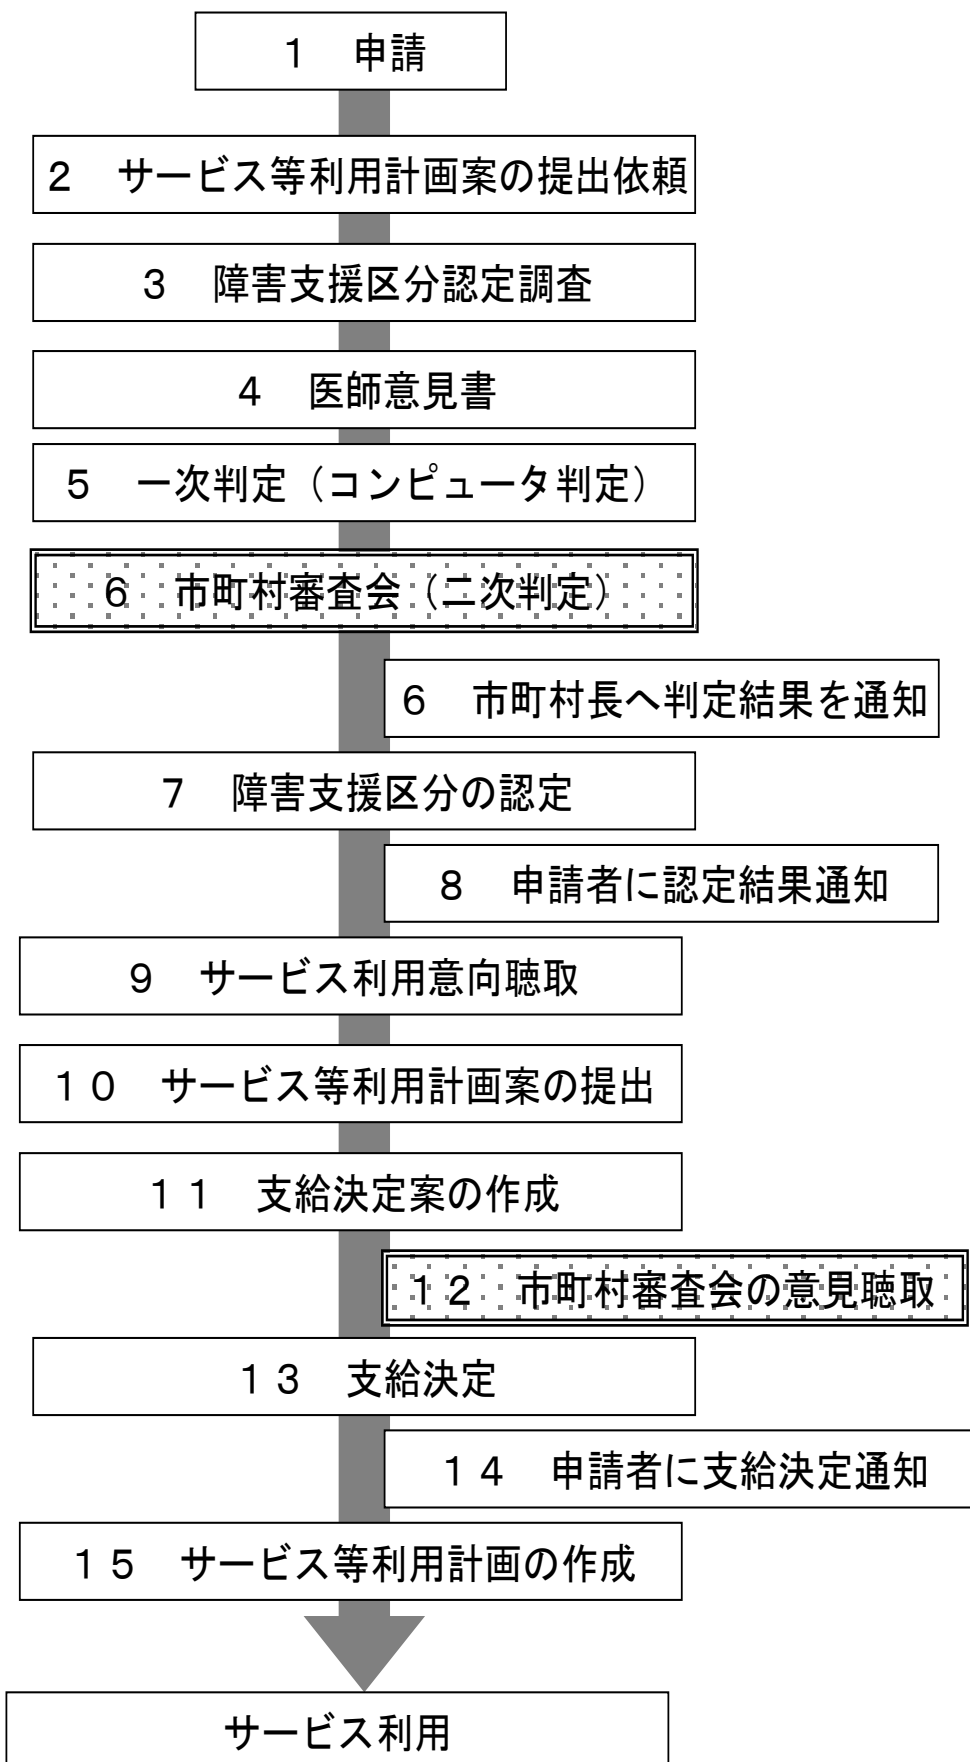 １　申請
２　サービス等利用計画案の提出依頼
３　障害支援区分認定調査
４　医師意見書
５　一次判定（コンピュータ判定）
６　市町村審査会（二次判定）
６　市町村長へ判定結果を通知
７　障害支援区分の認定
８　申請者に認定結果通知
９　サービス利用意向聴取
１０　サービス等利用計画案の提出
１１　支給決定案の作成
１２　市町村審査会の意見聴取
１３　支給決定
１４　申請者に支給決定通知
１５　サービス等利用計画の作成
サービス利用